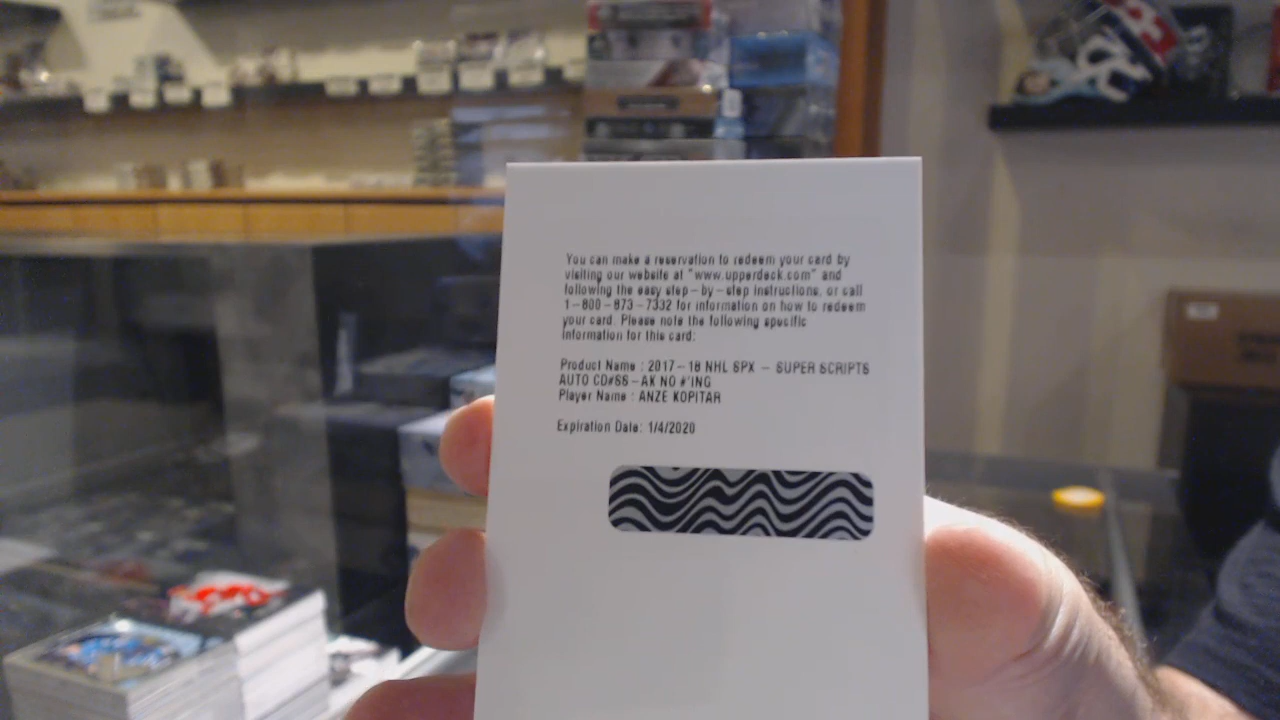 You can make a reservation to redeem your card by
visiting our website at "www.upperdeck.com" and
following the easy step-by-step instructions, or call
1-800-873-7332 for information on how to redeem
your card. Please note the following specific
information for this card:
Product Name : 2017-18 NHL SPX - SUPER SCRIPTS
AUTO CD#SS-AK NO #'ING
Player Name : ANZE KOPITAR
Expiration Date: 1/4/2020